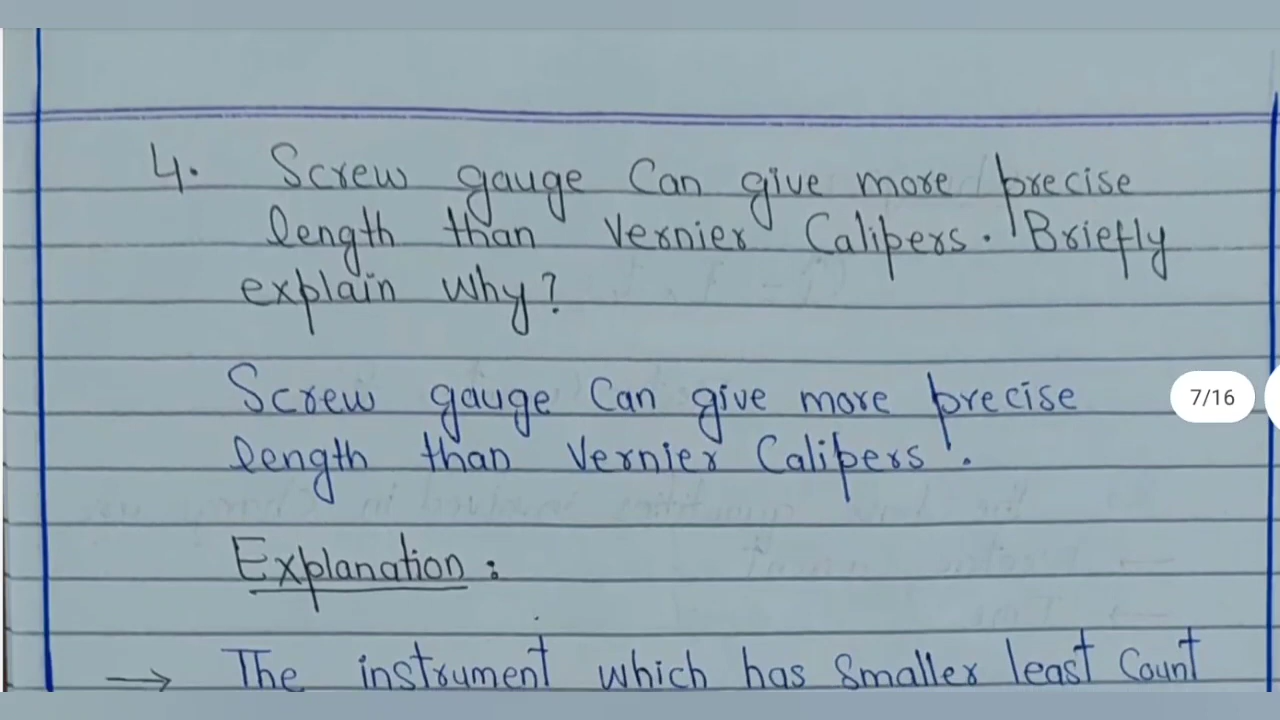 4. Screw gauge Can give more precise
length than Vernier Calipers. Briefly
explain why?
Screw gauge Can give more precise
length than Vernier Calipers.
7/16
Explanation:
→ The instrument which has smaller least count